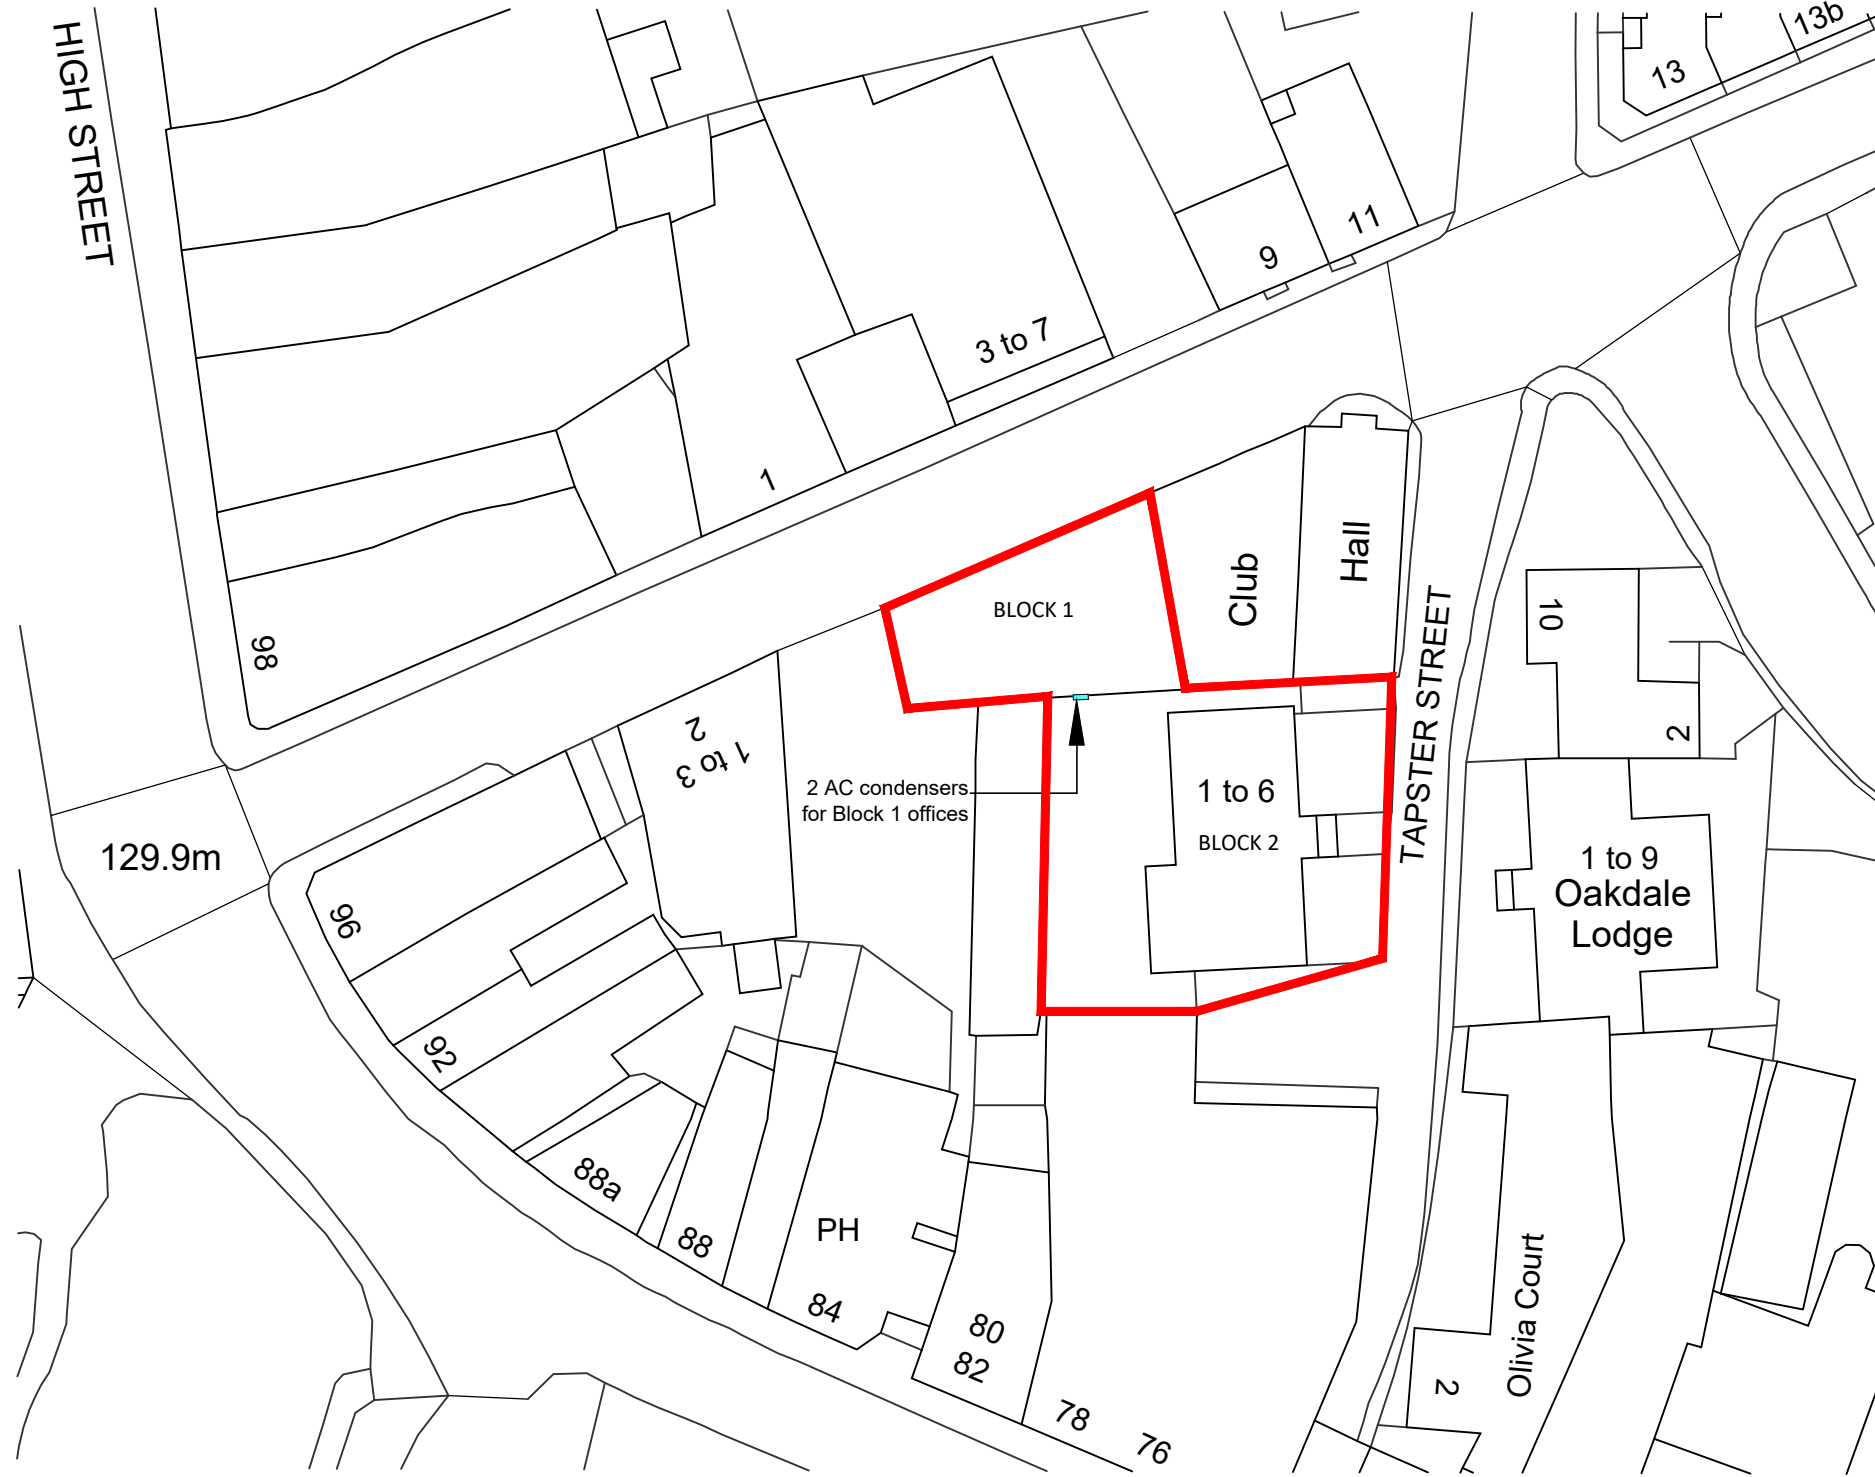 HIGH STREET
13b
13
11
9
3 to 7
1
98
Hall
Club
BLOCK 1
TAPSTER STREET
10
2
2
1 to 3
2 AC condensers
for Block 1 offices
1 to 6
BLOCK 2
129.9m
1 to 9
Oakdale
Lodge
96
92
88a
88
PH
84
80
82
78
76
Olivia Court
2